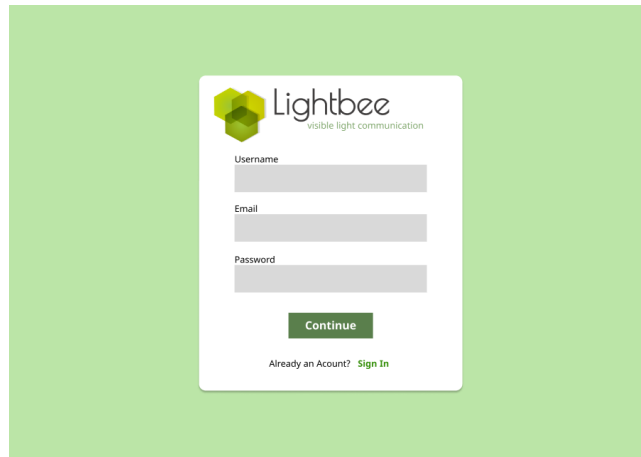 Lightbee
visible light communication
Username
Email
Password
Continue
Already an Acount? Sign In